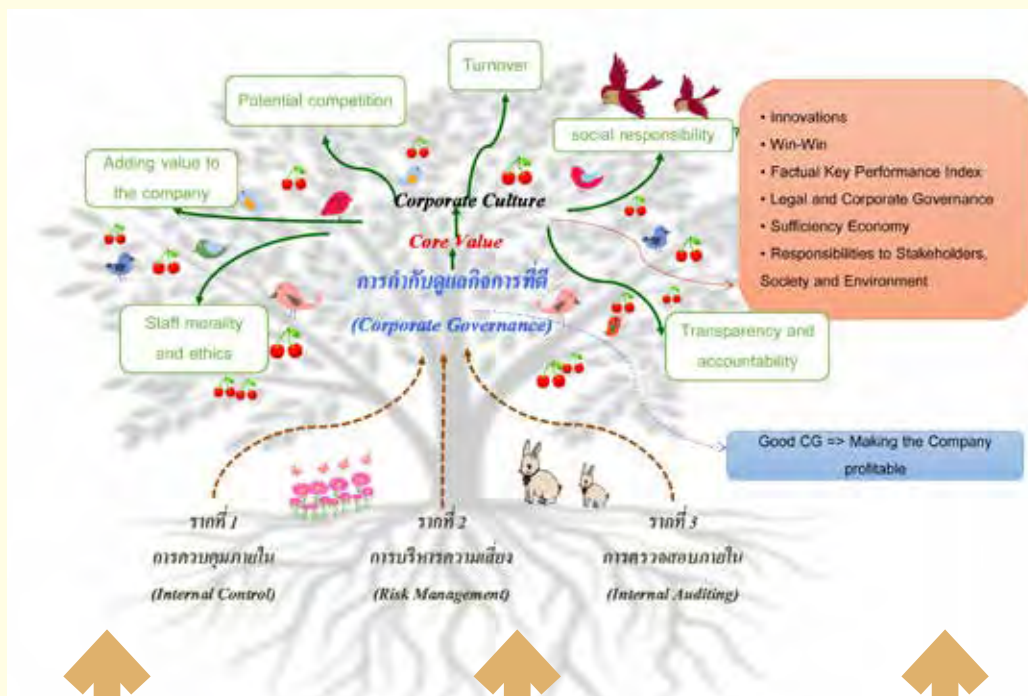 Turnover
Potential competition
social responsibility
• Innovations
• Win-Win
• Factual Key Performance Index
• Legal and Corporate Governance
• Sufficiency Economy
• Responsibilities to Stakeholders,
Society and Environment
Adding value to
the company
Corporate Culture
Core Value
การกำกับดูแลกิจการที่ดี
(Corporate Governance)
Staff morality
and ethics
Transparency and
accountability
Good CG => Making the Company
profitable
รากที่ 1
การควบคุมภายใน
(Internal Control)
รากที่ 2
การบริหารความเสี่ยง
(Risk Management)
รากที่ 3
การตรวจสอบภายใน
(Internal Auditing)